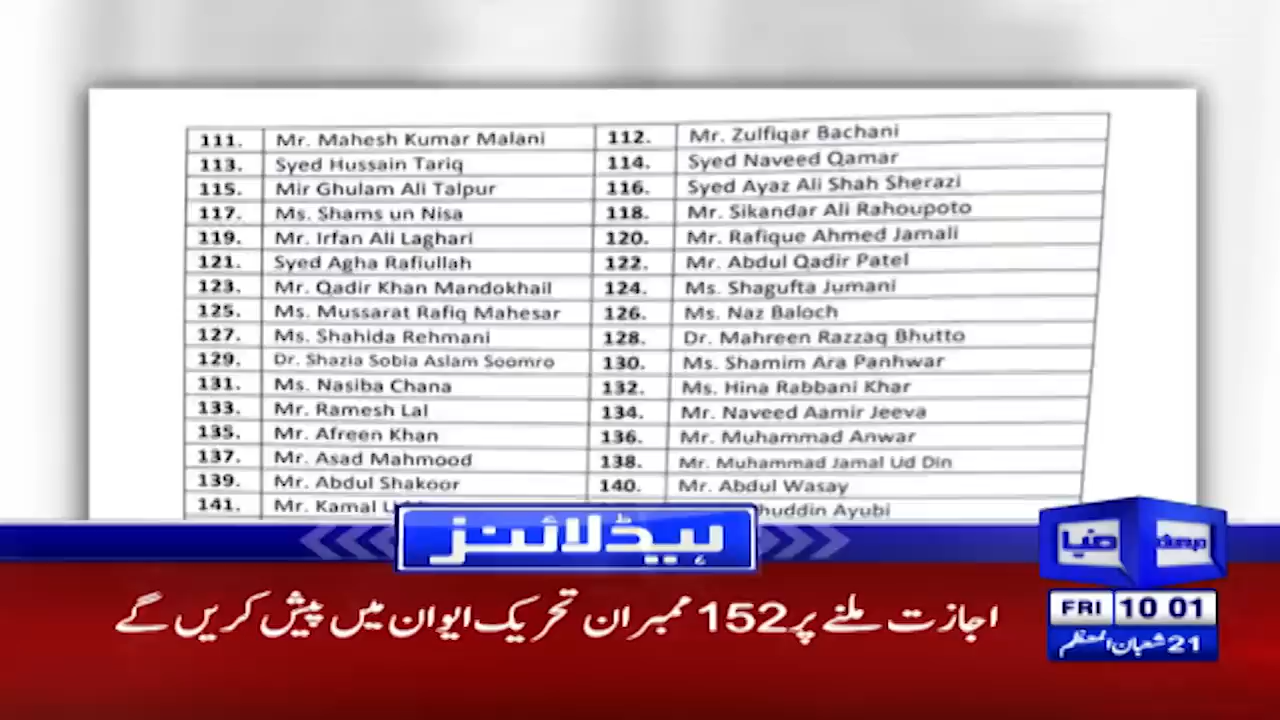 111. Mr. Mahesh Kumar Malani 112. Mr. Zulfiqar Bachani
113. Syed Hussain Tariq 114. Syed Naveed Qamar
115. Mir Ghulam Ali Talpur 116. Syed Ayaz Ali Shah Sherazi
117. Ms. Shams un Nisa 118. Mr. Sikandar Ali Rahoupoto
119. Mr. Irfan Ali Laghari 120. Mr. Rafique Ahmed Jamali
121. Syed Agha Rafiullah 122. Mr. Abdul Qadir Patel
123. Mr. Qadir Khan Mandokhail 124. Ms. Shagufta Jumani
125. Ms. Mussarat Rafiq Mahesar 126. Ms. Naz Baloch
127. Ms. Shahida Rehmani 128. Dr. Mahreen Razzaq Bhutto
129. Dr. Shazia Sobia Aslam Soomro 130. Ms. Shamim Ara Panhwar
131. Ms. Nasiba Chana 132. Ms. Hina Rabbani Khar
133. Mr. Ramesh Lal 134. Mr. Naveed Aamir Jeeva
135. Mr. Afreen Khan 136. Mr. Muhammad Anwar
137. Mr. Asad Mahmood 138. Mr. Muhammad Jamal Ud Din
139. Mr. Abdul Shakoor 140. Mr. Abdul Wasay
141. Mr. Kamal Ayubi
ہیڈلائنز
دنیا
اجازت ملنے پر 152 ممبران تحریک ایوان میں پیش کریں گے
FRI 10 01
21 شعبان المعظم